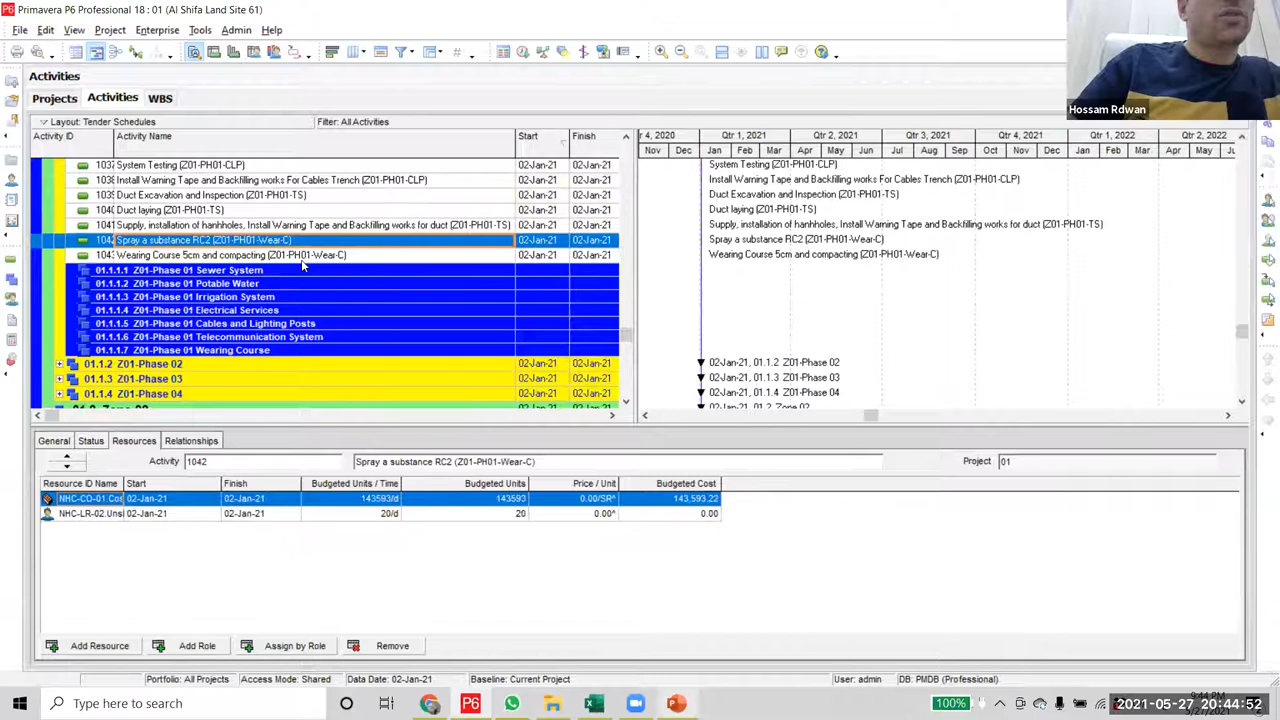 Primavera P6 Professional 18 : 01 (Al Shifa Land Site 61)
File Edit View Project Enterprise Tools Admin Help
Hossam Rdwan
Activities
Projects Activities WBS
Layout: Tender Schedules Filter: All Activities
Activity ID Activity Name Start Finish
4, 2020 Qtr 1, 2021 Qtr 2, 2021 Qtr 3, 2021 Qtr 4, 2021 Qtr 1, 2022 Qtr 2, 2022
Nov Dec Jan Feb Mar Apr May Jun Jul Aug Sep Oct Nov Dec Jan Feb Mar Apr May Jun
System Testing (Z01-PH01-CLP) 02-Jan-21 02-Jan-21 System Testing (Z01-PH01-CLP)
Install Warning Tape and Backfilling works For Cables Trench (Z01-PH01-CLP) 02-Jan-21 02-Jan-21 Install Warning Tape and Backfilling works For Cables Trench (Z01-PH01-CLP)
Duct Excavation and Inspection (Z01-PH01-TS) 02-Jan-21 02-Jan-21 Duct Excavation and Inspection (Z01-PH01-TS)
Duct laying (Z01-PH01-TS) 02-Jan-21 02-Jan-21 Duct laying (Z01-PH01-TS)
Supply, installation of hanhholes, Install Warning Tape and Backfilling works for duct (Z01-PH01-TS) 02-Jan-21 02-Jan-21 Supply, installation of hanhholes, Install Warning Tape and Backfilling works for duct (Z01-PH01-TS)
1042 Spray a substance RC2 (Z01-PH01-Wear-C) 02-Jan-21 02-Jan-21 Spray a substance RC2 (Z01-PH01-Wear-C)
Wearing Course 5cm and compacting (Z01-PH01-Wear-C) 02-Jan-21 02-Jan-21 Wearing Course 5cm and compacting (Z01-PH01-Wear-C)
01.1.1.1 Z01-Phase 01 Sewer System
01.1.1.2 Z01-Phase 01 Potable Water
01.1.1.3 Z01-Phase 01 Irrigation System
01.1.1.4 Z01-Phase 01 Electrical Services
01.1.1.5 Z01-Phase 01 Cables and Lighting Posts
01.1.1.6 Z01-Phase 01 Telecommunication System
01.1.1.7 Z01-Phase 01 Wearing Course
01.1.2 Z01-Phase 02 02-Jan-21 02-Jan-21 02-Jan-21, 01.1.2 Z01-Phase 02
01.1.3 Z01-Phase 03 02-Jan-21 02-Jan-21 02-Jan-21, 01.1.3 Z01-Phase 03
01.1.4 Z01-Phase 04 02-Jan-21 02-Jan-21 02-Jan-21, 01.1.4 Z01-Phase 04
General Status Resources Relationships
Activity 1042 Spray a substance RC2 (Z01-PH01-Wear-C) Project 01
Resource ID Name Start Finish Budgeted Units / Time Budgeted Units Price / Unit Budgeted Cost
NHC-CO-01.Cos 02-Jan-21 02-Jan-21 143593/d 143593 0.00/SR^ 143,593.22
NHC-LR-02.Uns 02-Jan-21 02-Jan-21 20/d 20 0.00^ 0.00
Add Resource Add Role Assign by Role Remove
Portfolio: All Projects Access Mode: Shared Data Date: 02-Jan-21 Baseline: Current Project User: admin DB: PMDB (Professional)
Type here to search P6 100% 2021-05-27 20:44:52